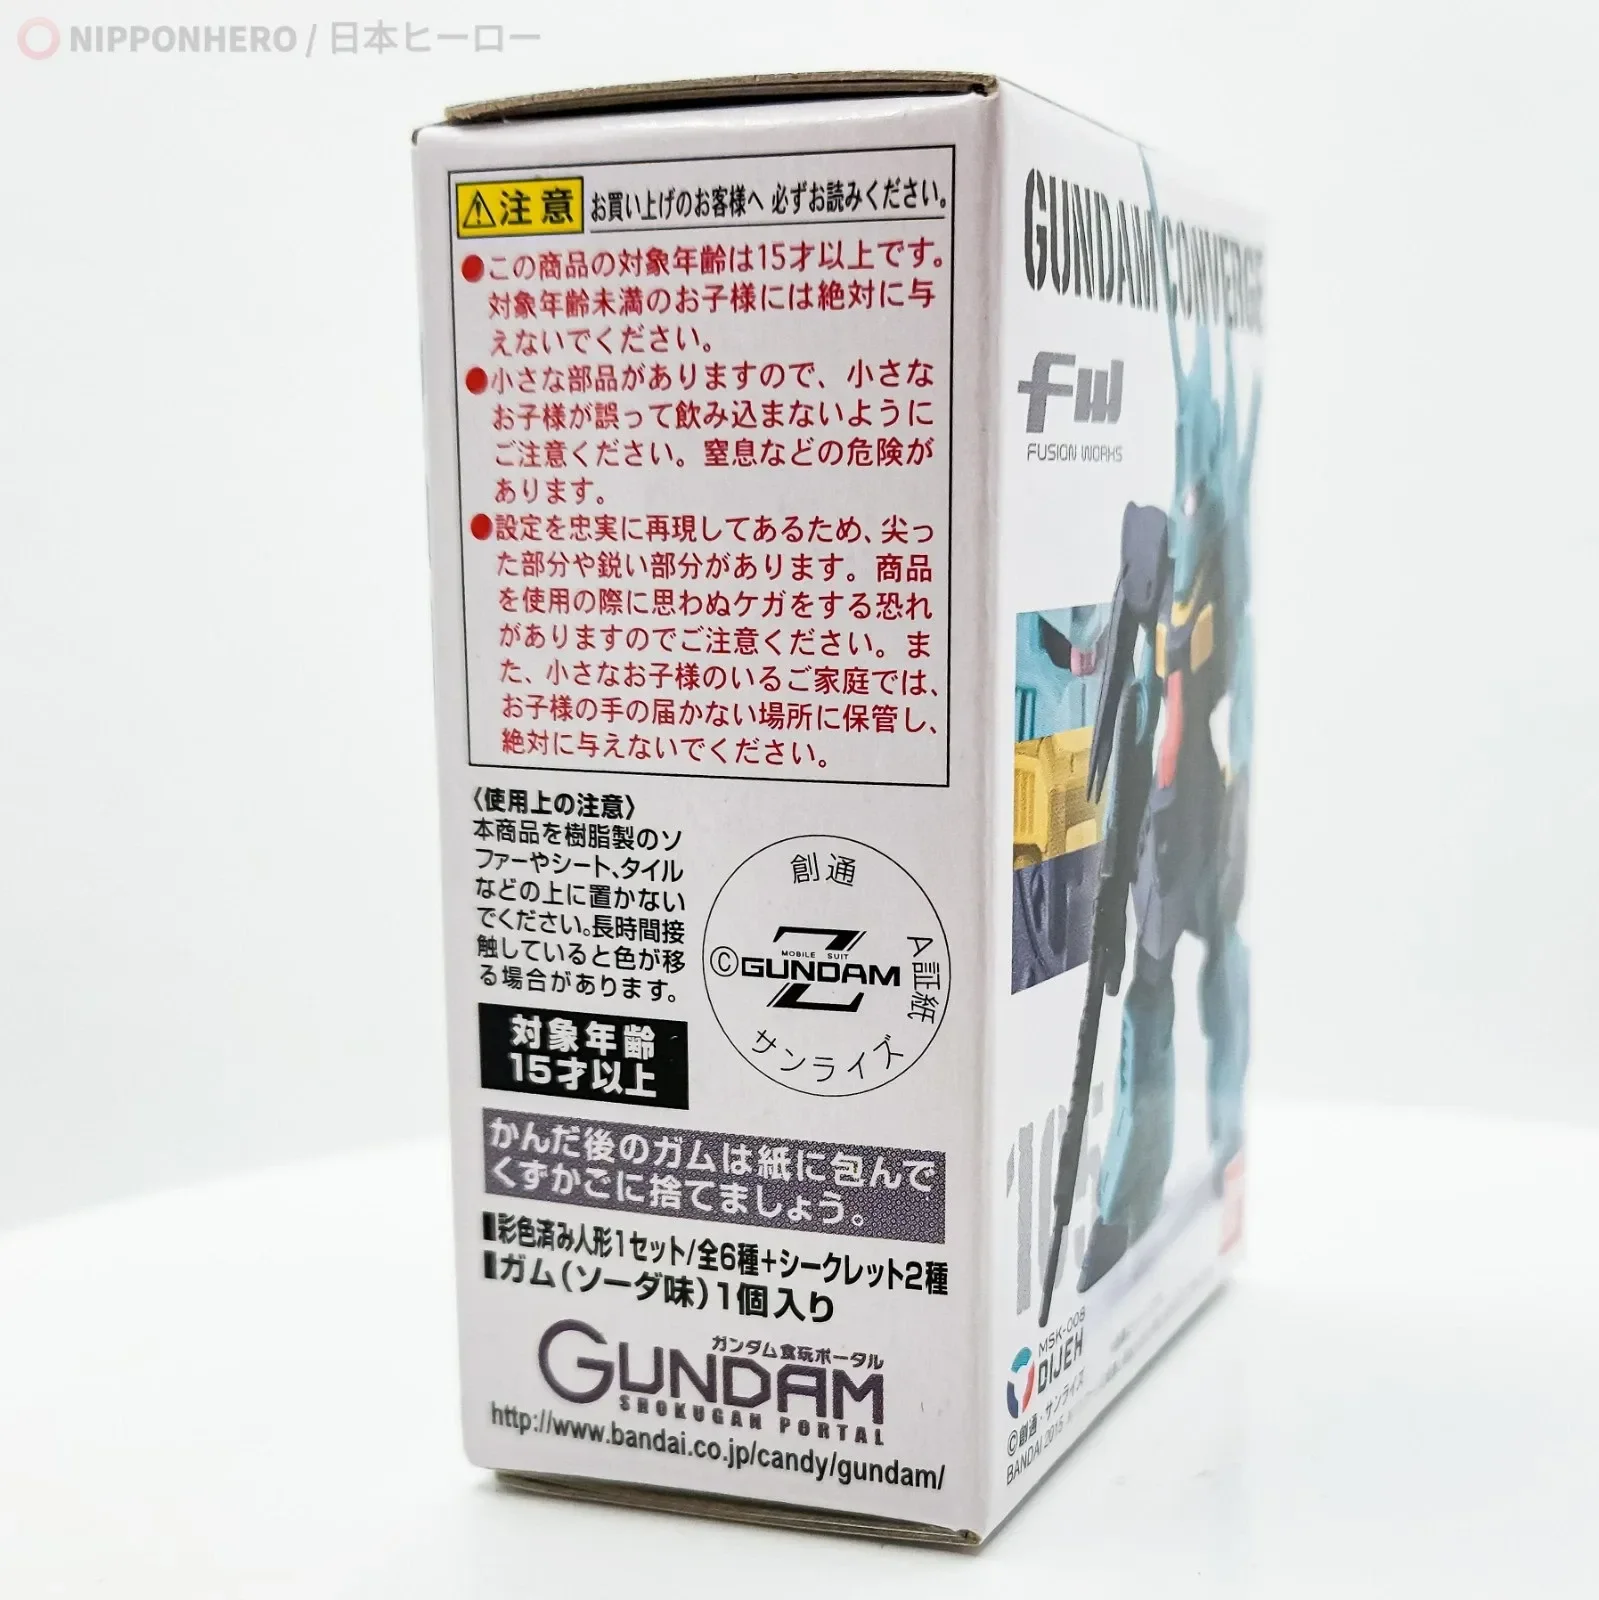 NIPPONHERO / 日本ヒーロー
注意 お買い上げのお客様へ 必ずお読みください。
●この商品の対象年齢は15才以上です。
対象年齢未満のお子様には絶対に与
えないでください。
●小さな部品がありますので、小さな
お子様が誤って飲み込まないように
ご注意ください。窒息などの危険が
あります。
●設定を忠実に再現してあるため、尖っ
た部分や鋭い部分があります。商品
を使用の際に思わぬケガをする恐れ
がありますのでご注意ください。ま
た、小さなお子様のいるご家庭では、
お子様の手の届かない場所に保管し、
絶対に与えないでください。
〈使用上の注意〉
本商品を樹脂製のソ
ファーやシート、タイル
などの上に置かない
でください。長時間接
触していると色が移
る場合があります。
創通
MOBILE SUIT
©GUNDAM
Z
A証紙
サンライズ
対象年齢
15才以上
かんだ後のガムは紙に包んで
くずかごに捨てましょう。
▮彩色済み人形1セット/全6種+シークレット2種
▮ガム(ソーダ味)1個入り
ガンダム食玩ポータル
GUNDAM
SHOKUGAN PORTAL
http://www.bandai.co.jp/candy/gundam/
GUNDAM CONVERGE
FW
FUSION WORKS
105
MSK-008
DIJEH
©創通・サンライズ
BANDAI 2015